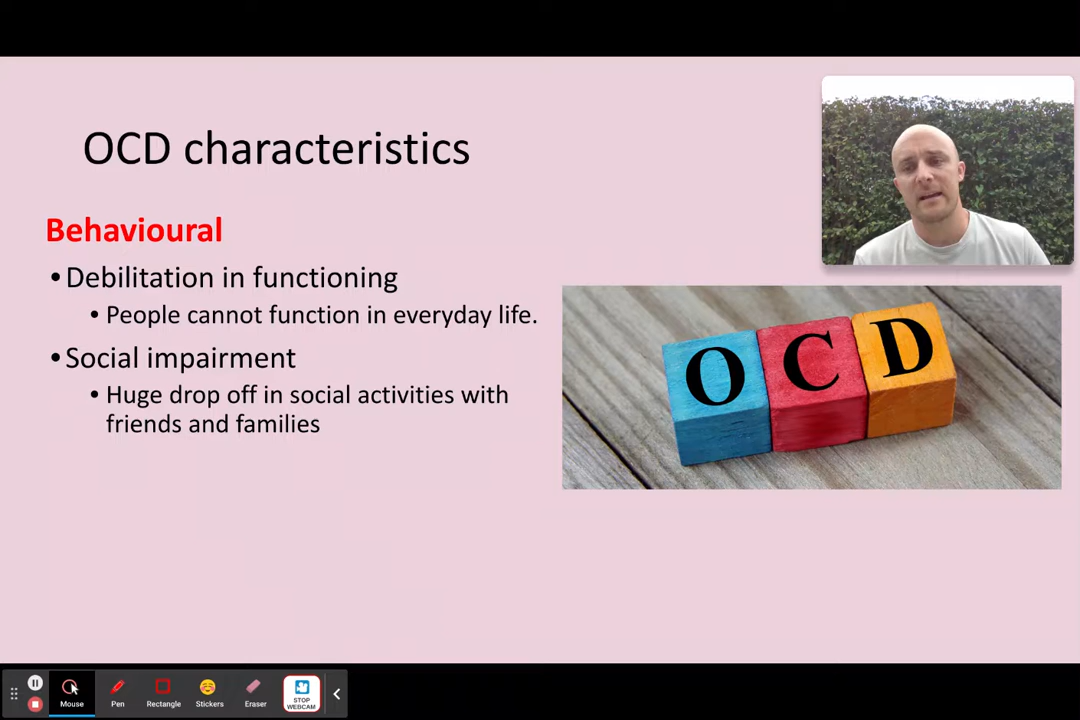 OCD characteristics
Behavioural
•Debilitation in functioning
• People cannot function in everyday life.
•Social impairment
• Huge drop off in social activities with
friends and families
O C D
Mouse
Pen
Rectangle
Stickers
Eraser
STOP
WEBCAM